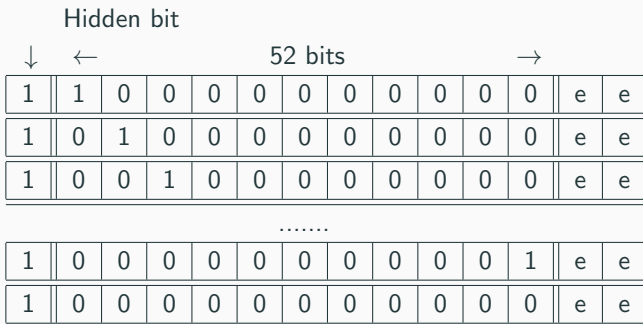 Hidden bit
↓ ← 52 bits →
1 1 0 0 0 0 0 0 0 0 0 0 e e
1 0 1 0 0 0 0 0 0 0 0 0 e e
1 0 0 1 0 0 0 0 0 0 0 0 e e
.......
1 0 0 0 0 0 0 0 0 0 0 1 e e
1 0 0 0 0 0 0 0 0 0 0 0 e e